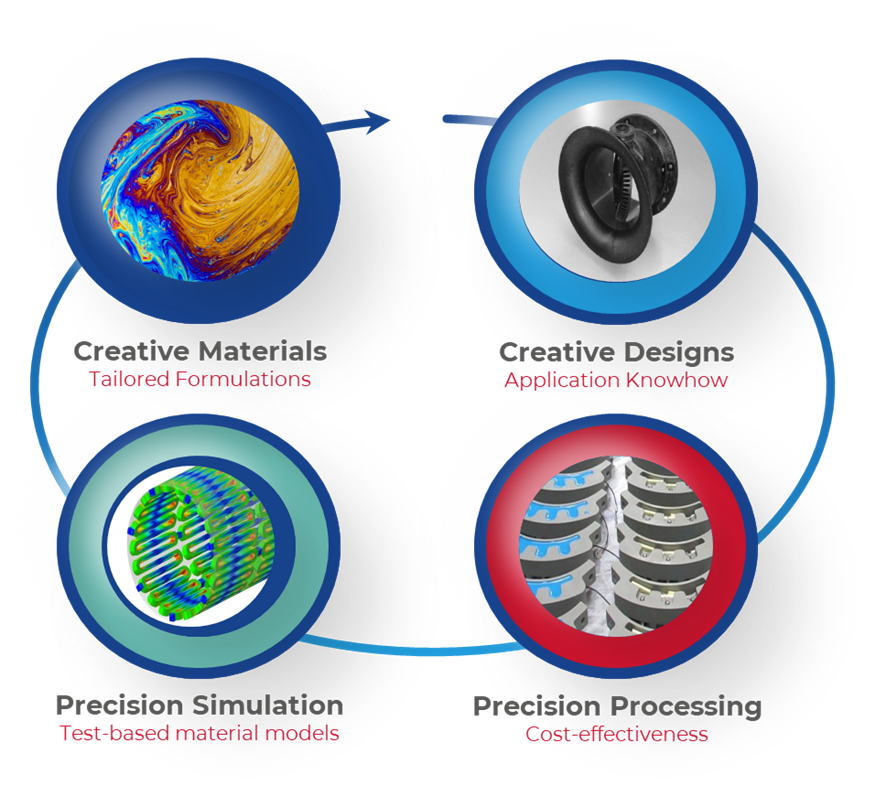 Creative Materials
Tailored Formulations
Creative Designs
Application Knowhow
Precision Simulation
Test-based material models
Precision Processing
Cost-effectiveness